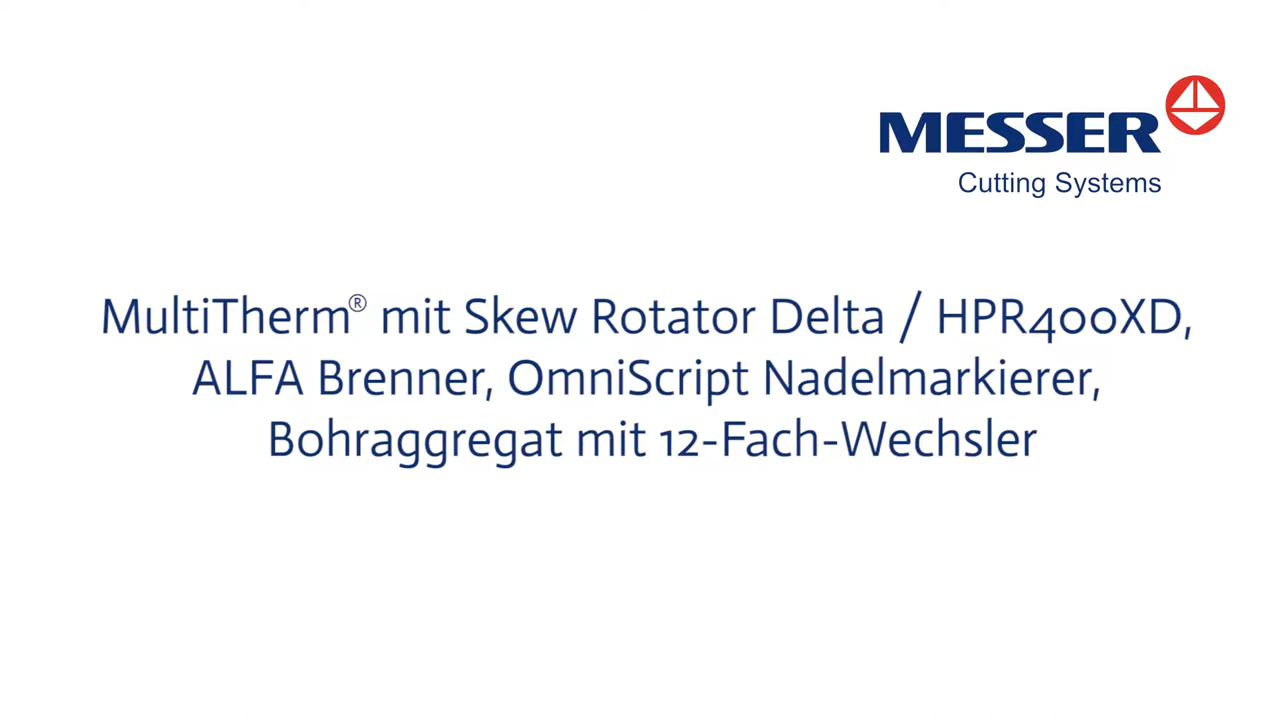 MESSER
Cutting Systems
MultiTherm® mit Skew Rotator Delta / HPR400XD,
ALFA Brenner, OmniScript Nadelmarkierer,
Bohraggregat mit 12-Fach-Wechsler